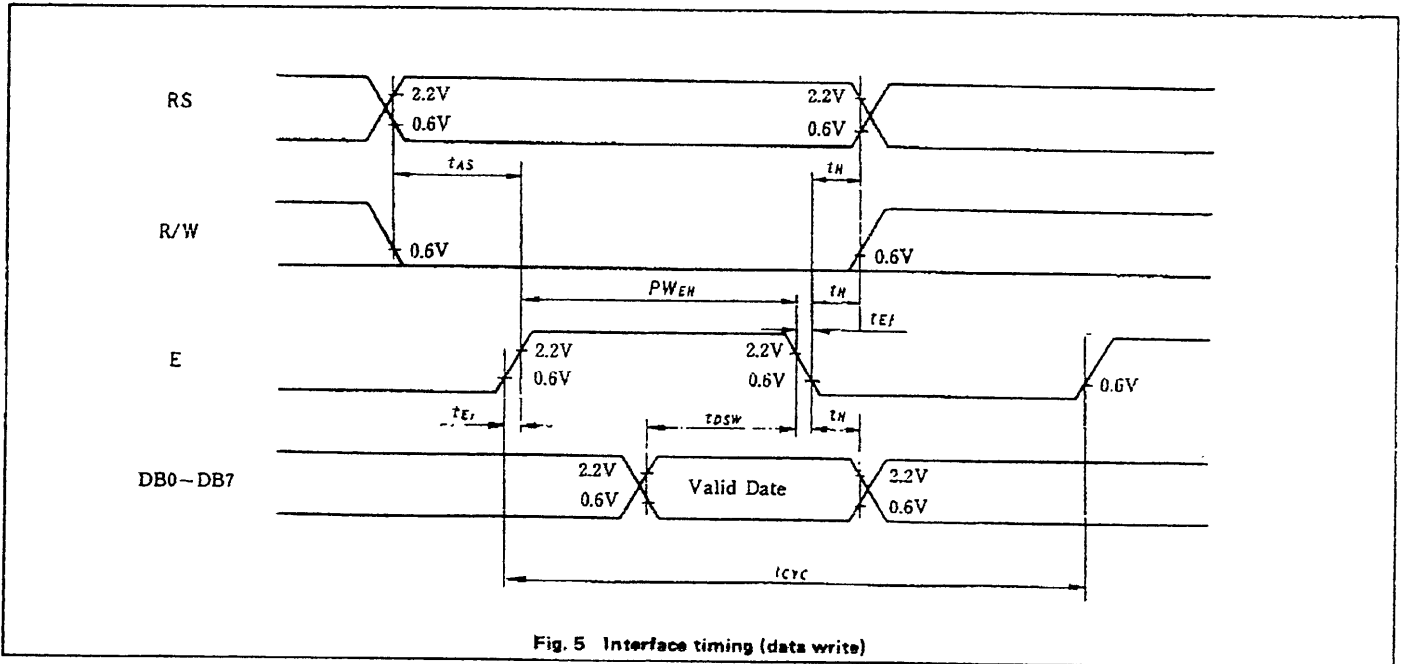 RS
2.2V
0.6V
2.2V
0.6V
tAS
tH
R/W
0.6V
0.6V
PWEH
tH
tEf
E
2.2V
0.6V
2.2V
0.6V
0.6V
tEr
tDSW
tH
DB0~DB7
2.2V
0.6V
Valid Date
2.2V
0.6V
tCYC
Fig. 5 Interface timing (data write)